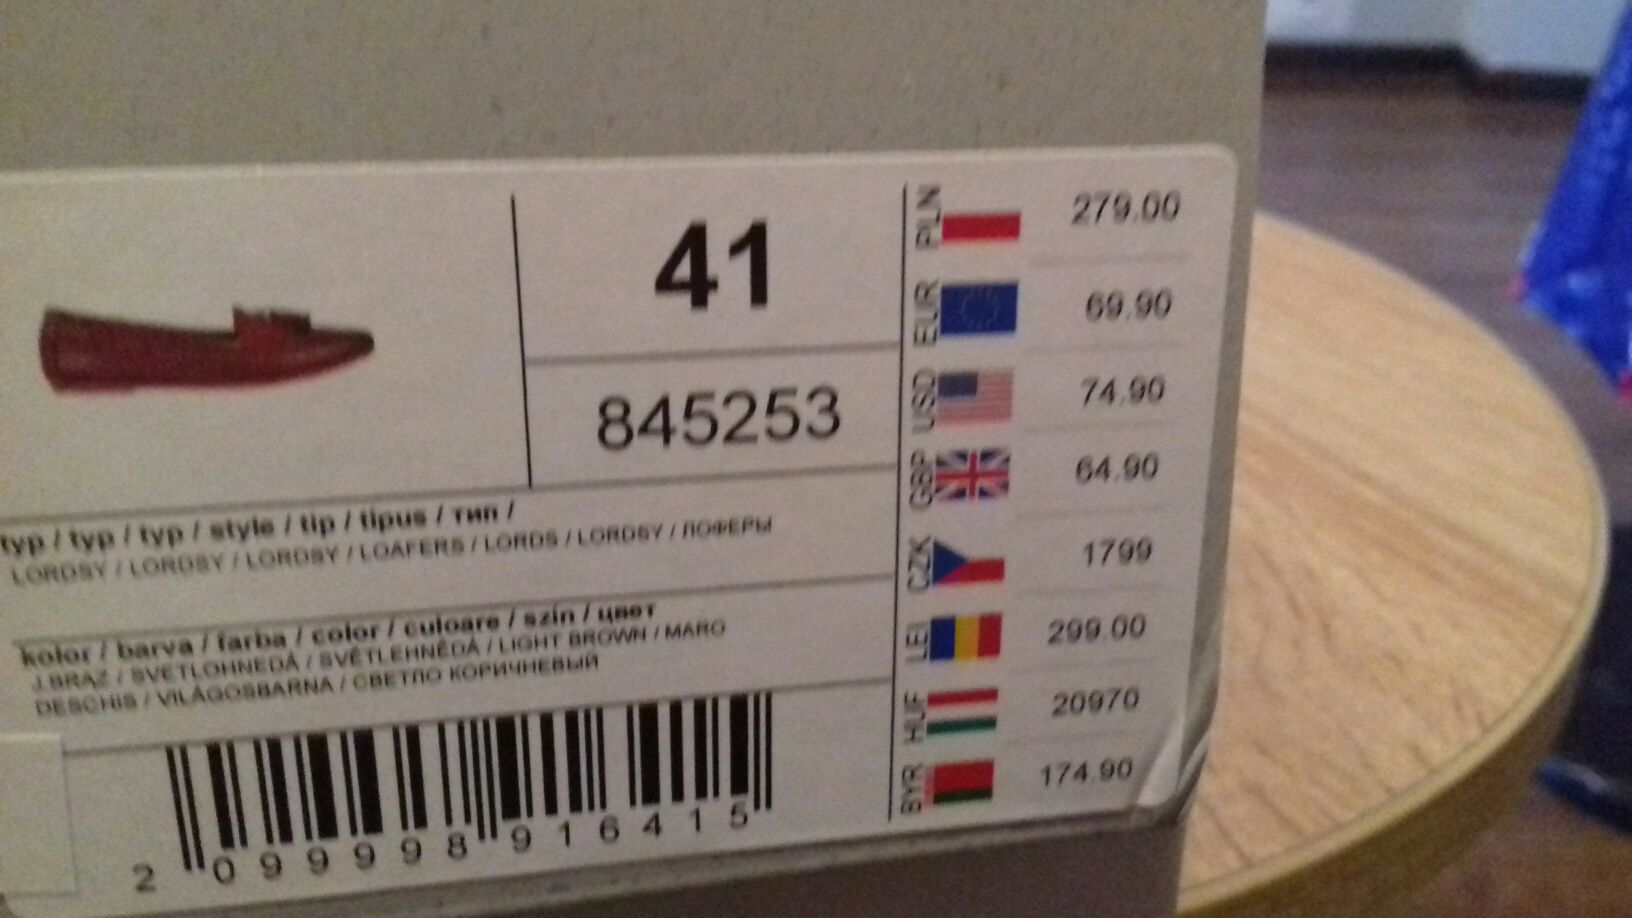 41
845253
typ / typ / typ / style / tip / tipus / тип /
LORDSY / LORDSY / LORDSY / LOAFERS / LORDS / LORDSY / ЛОФЕРЫ
kolor / barva / farba / color / culoare / szín / цвет
J.BRĄZ / SVETLOHNEDÁ / SVĚTLEHNĚDÁ / LIGHT BROWN / MARO
DESCHIS / VILÁGOSBARNA / СВЕТЛО КОРИЧНЕВЫЙ
2 099998 916415
PLN 279.00
EUR 69.90
USD 74.90
GBP 64.90
CZK 1799
LEI 299.00
HUF 20970
BYR 174.90